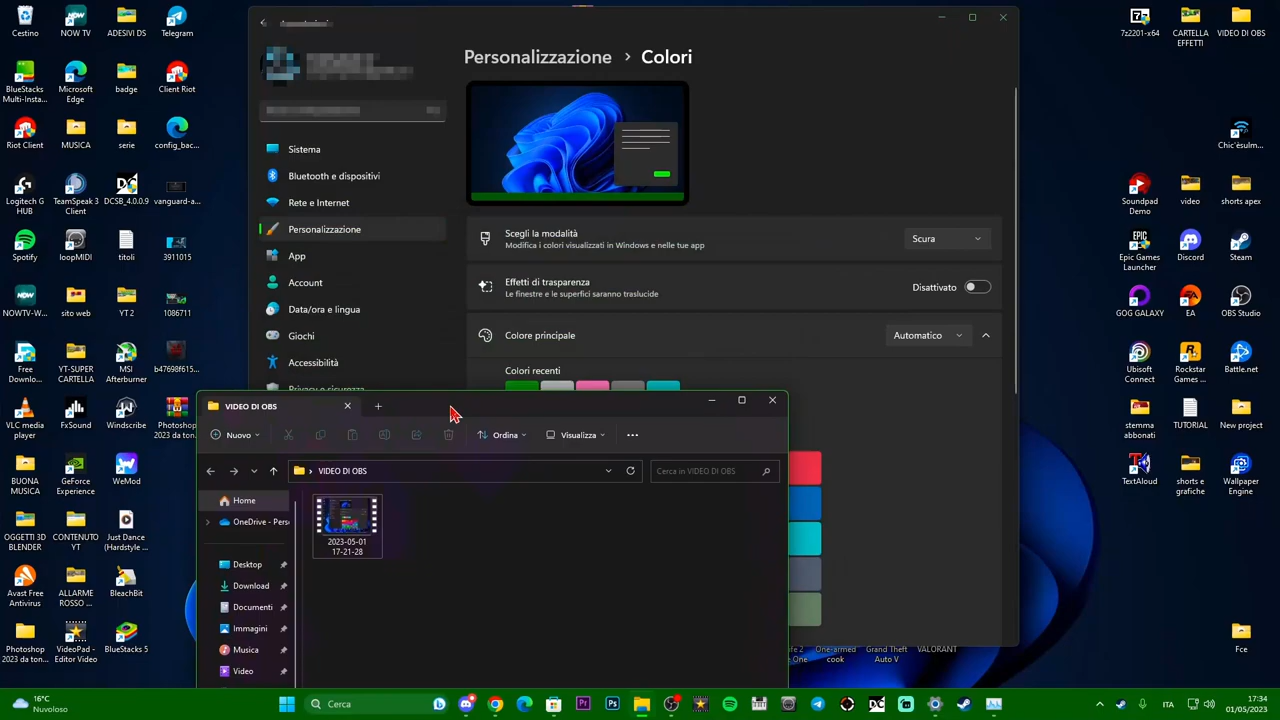 Cestino
NOW TV
ADESIVI DS
Telegram
BlueStacks
Multi-Insta...
Microsoft
Edge
badge
Client Riot
Riot Client
MUSICA
serie
config_bac...
Logitech G
HUB
TeamSpeak 3
Client
DCSB_4.0.0.9
vanguard-a...
Spotify
loopMIDI
titoli
3911015
NOWTV-W...
sito web
YT 2
1086711
Free
Downlo...
YT-SUPER
CARTELLA
MSI
Afterburner
b47698f615...
VLC media
player
FxSound
Windscribe
Photoshop
2023 da ton...
BUONA
MUSICA
GeForce
Experience
WeMod
OGGETTI 3D
BLENDER
CONTENUTO
YT
Just Dance
(Hardstyle ...
Avast Free
Antivirus
ALLARME
ROSSO ...
BleachBit
Photoshop
2023 da ton...
VideoPad -
Editor Video
BlueStacks 5
Personalizzazione › Colori
Sistema
Bluetooth e dispositivi
Rete e Internet
Personalizzazione
App
Account
Data/ora e lingua
Giochi
Accessibilità
Privacy e sicurezza
Scegli la modalità
Modifica i colori visualizzati in Windows e nelle tue app
Scura
Effetti di trasparenza
Le finestre e le superfici saranno traslucide
Disattivato
Colore principale
Automatico
Colori recenti
VIDEO DI OBS
Nuovo
Ordina
Visualizza
VIDEO DI OBS
Cerca in VIDEO DI OBS
Home
OneDrive - Perso
Desktop
Download
Documenti
Immagini
Musica
Video
2023-05-01
17-21-28
7z2201-x64
CARTELLA
EFFETTI
VIDEO DI OBS
Chic'èsulm...
Soundpad
Demo
video
shorts apex
Epic Games
Launcher
Discord
Steam
GOG GALAXY
EA
OBS Studio
Ubisoft
Connect
Rockstar
Games ...
Battle.net
stemma
abbonati
TUTORIAL
New project
TextAloud
shorts e
grafiche
Wallpaper
Engine
One-armed
cook
Grand Theft
Auto V
VALORANT
Fce
16°C
Nuvoloso
Cerca
ITA
17:34
01/05/2023